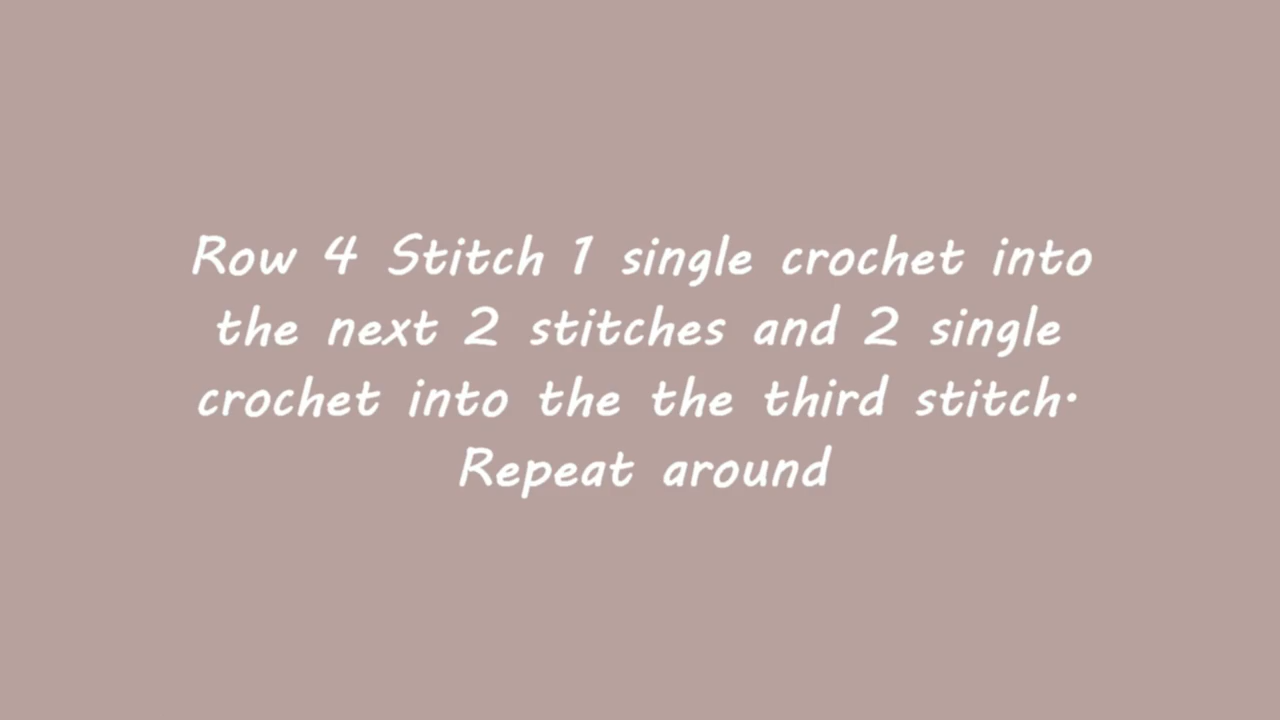 Row 4 Stitch 1 single crochet into
the next 2 stitches and 2 single
crochet into the the third stitch.
Repeat around